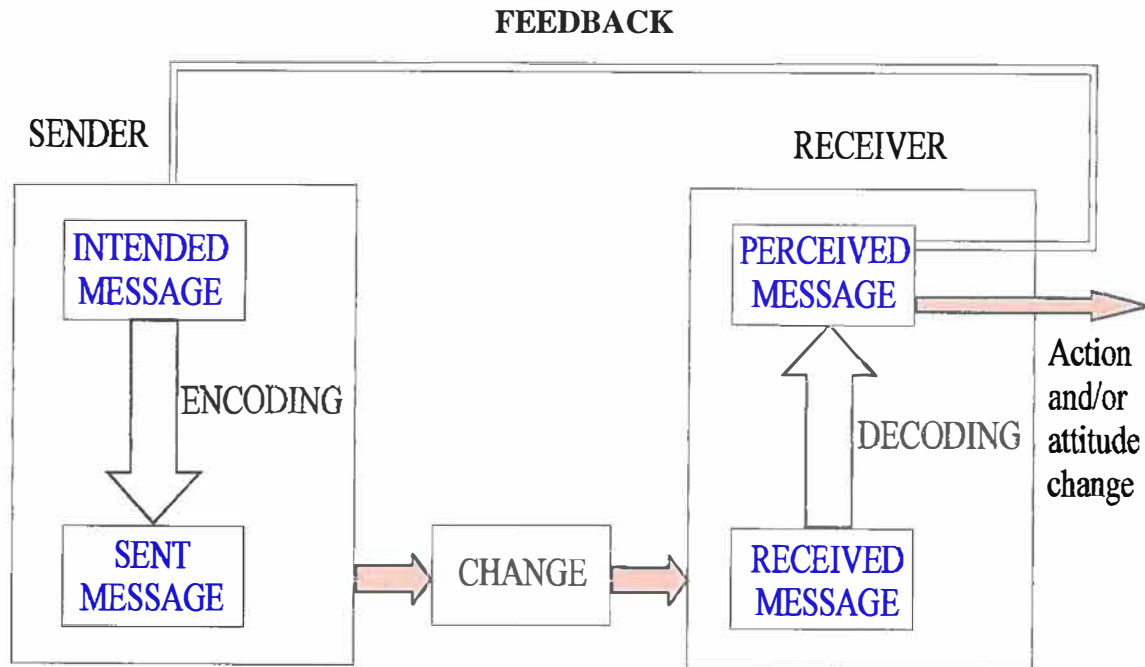 FEEDBACK
SENDER
RECEIVER
INTENDED
MESSAGE
ENCODING
SENT
MESSAGE
CHANGE
PERCEIVED
MESSAGE
DECODING
RECEIVED
MESSAGE
Action
and/or
attitude
change